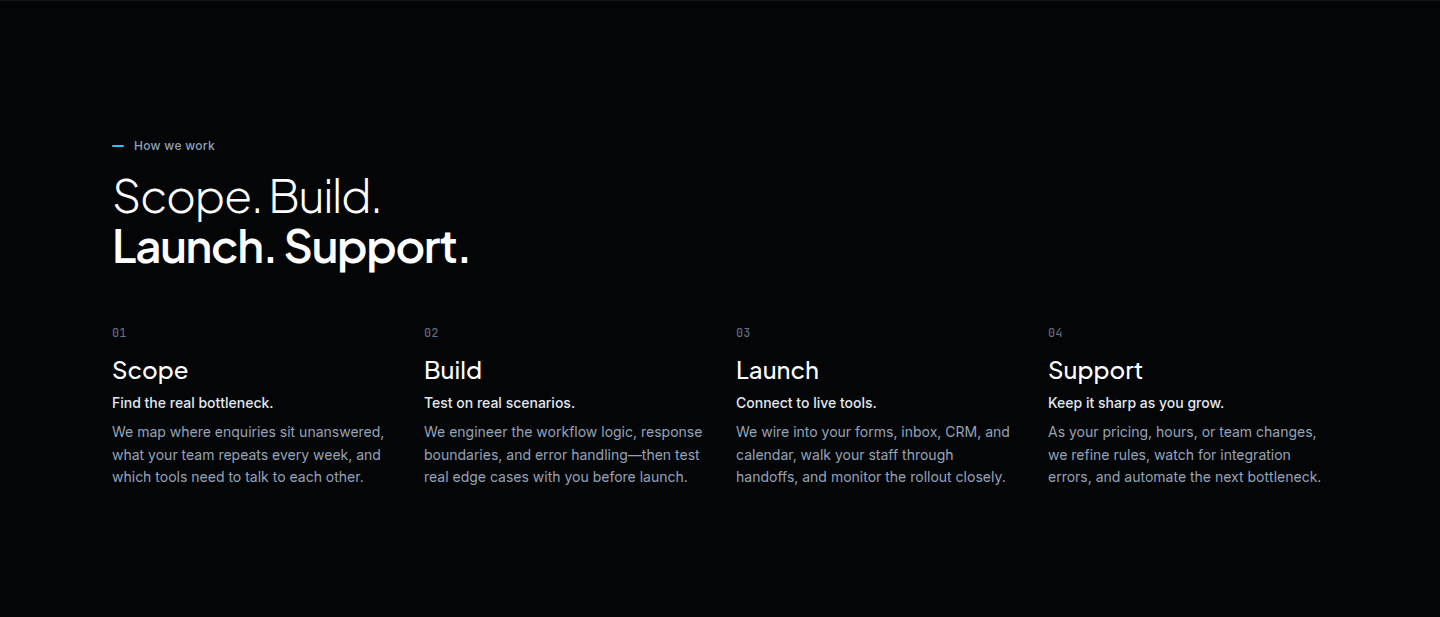 How we work
Scope. Build.
Launch. Support.
01
Scope
Find the real bottleneck.
We map where enquiries sit unanswered,
what your team repeats every week, and
which tools need to talk to each other.
02
Build
Test on real scenarios.
We engineer the workflow logic, response
boundaries, and error handling—then test
real edge cases with you before launch.
03
Launch
Connect to live tools.
We wire into your forms, inbox, CRM, and
calendar, walk your staff through
handoffs, and monitor the rollout closely.
04
Support
Keep it sharp as you grow.
As your pricing, hours, or team changes,
we refine rules, watch for integration
errors, and automate the next bottleneck.